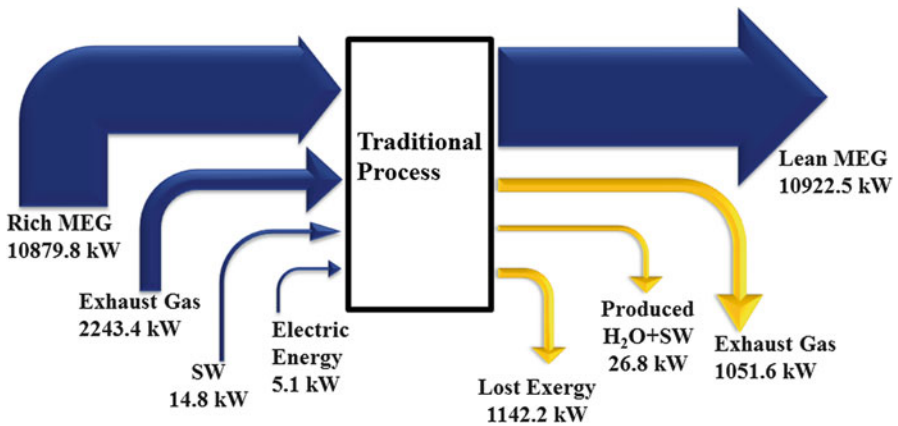 Traditional
Process
Rich MEG
10879.8 kW
Exhaust Gas
2243.4 kW
SW
14.8 kW
Electric
Energy
5.1 kW
Lost Exergy
1142.2 kW
Produced
H₂O+SW
26.8 kW
Exhaust Gas
1051.6 kW
Lean MEG
10922.5 kW